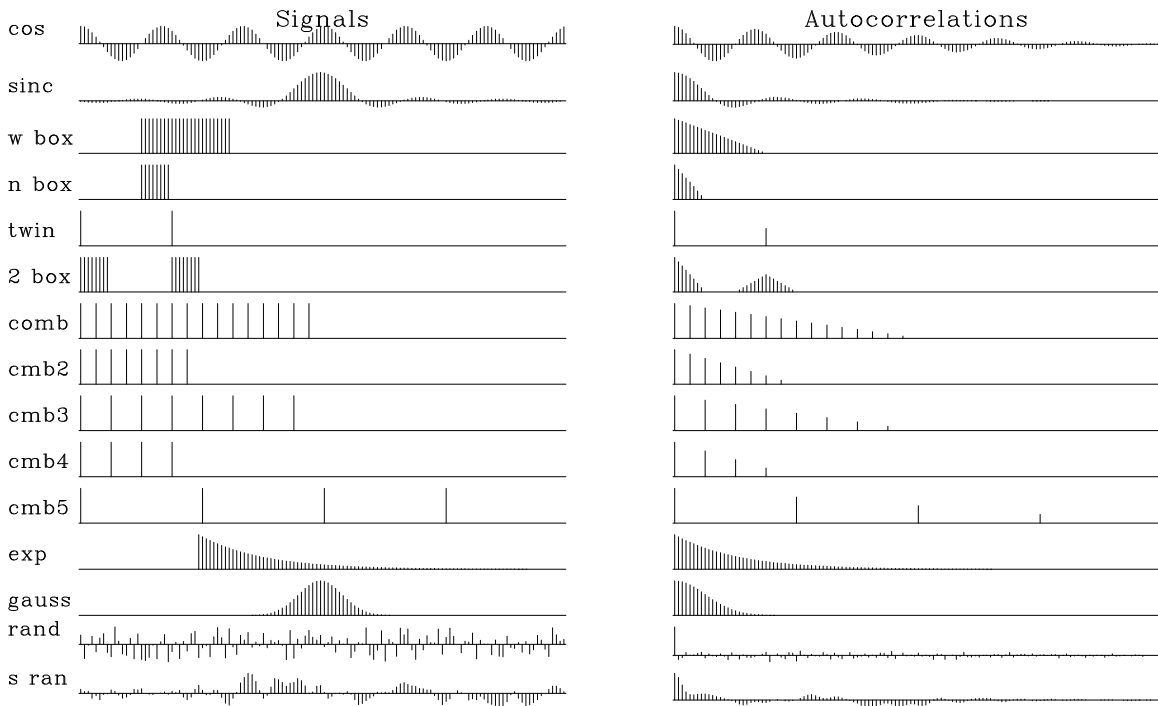 Signals
Autocorrelations
cos
sinc
w box
n box
twin
2 box
comb
cmb2
cmb3
cmb4
cmb5
exp
gauss
rand
s ran